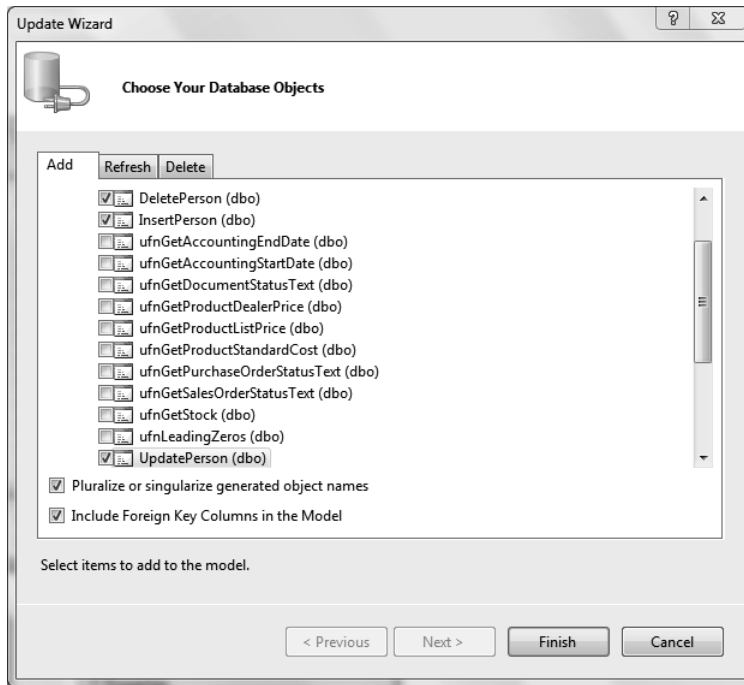 Update Wizard
?
Choose Your Database Objects
Add Refresh Delete
DeletePerson (dbo)
InsertPerson (dbo)
ufnGetAccountingEndDate (dbo)
ufnGetAccountingStartDate (dbo)
ufnGetDocumentStatusText (dbo)
ufnGetProductDealerPrice (dbo)
ufnGetProductListPrice (dbo)
ufnGetProductStandardCost (dbo)
ufnGetPurchaseOrderStatusText (dbo)
ufnGetSalesOrderStatusText (dbo)
ufnGetStock (dbo)
ufnLeadingZeros (dbo)
UpdatePerson (dbo)
Pluralize or singularize generated object names
Include Foreign Key Columns in the Model
Select items to add to the model.
< Previous Next > Finish Cancel